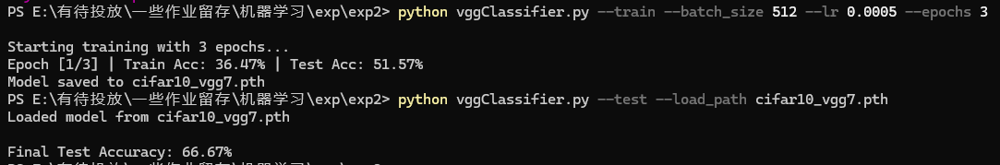 PS E:\有待投放\一些作业留存\机器学习\exp\exp2> python vggClassifier.py --train --batch_size 512 --lr 0.0005 --epochs 3
Starting training with 3 epochs...
Epoch [1/3] | Train Acc: 36.47% | Test Acc: 51.57%
Model saved to cifar10_vgg7.pth
PS E:\有待投放\一些作业留存\机器学习\exp\exp2> python vggClassifier.py --test --load_path cifar10_vgg7.pth
Loaded model from cifar10_vgg7.pth
Final Test Accuracy: 66.67%